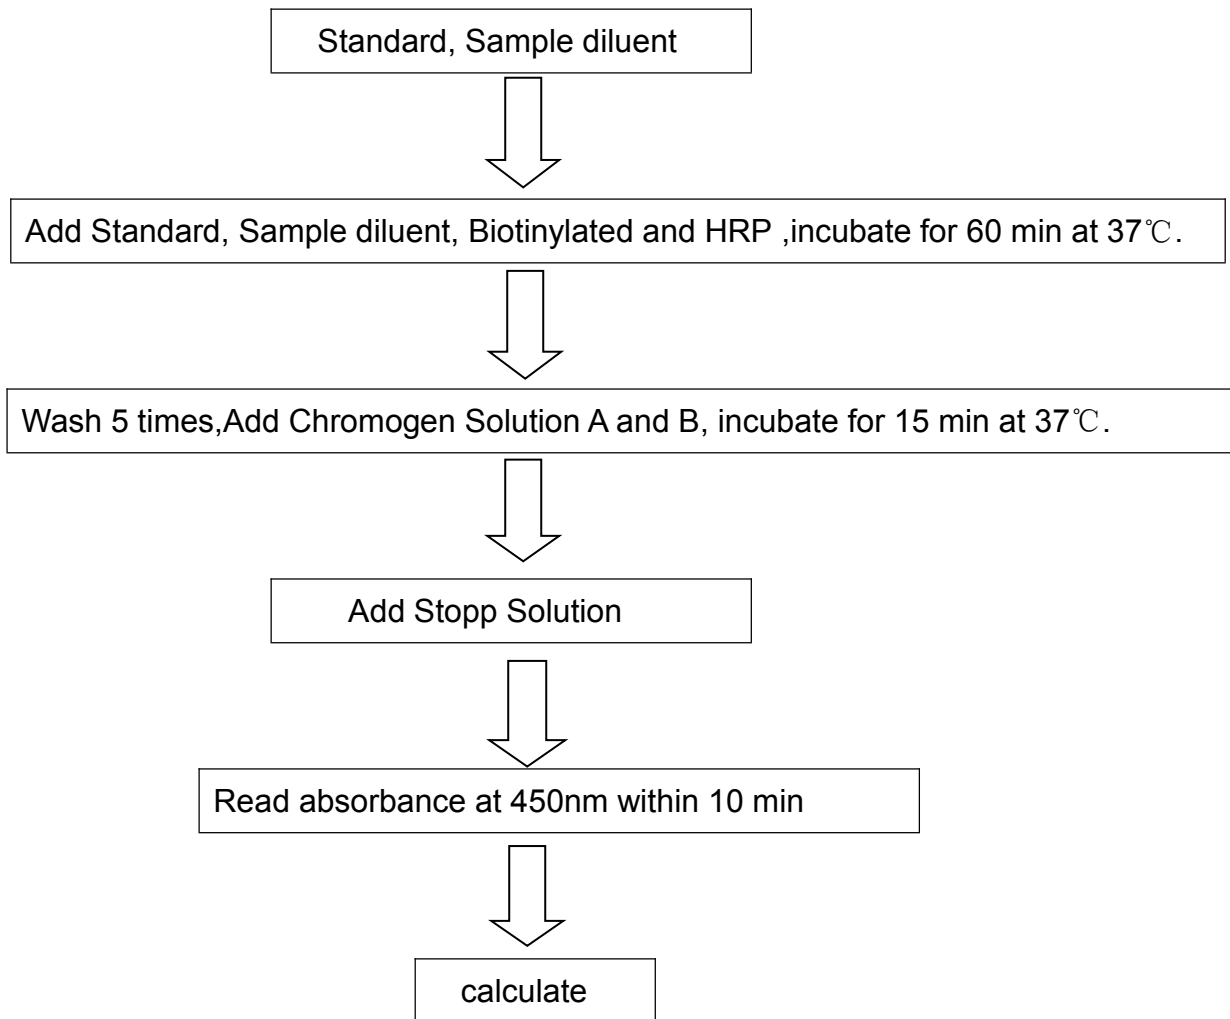 Standard, Sample diluent
Add Standard, Sample diluent, Biotinylated and HRP ,incubate for 60 min at 37℃.
Wash 5 times,Add Chromogen Solution A and B, incubate for 15 min at 37℃.
Add Stopp Solution
Read absorbance at 450nm within 10 min
calculate